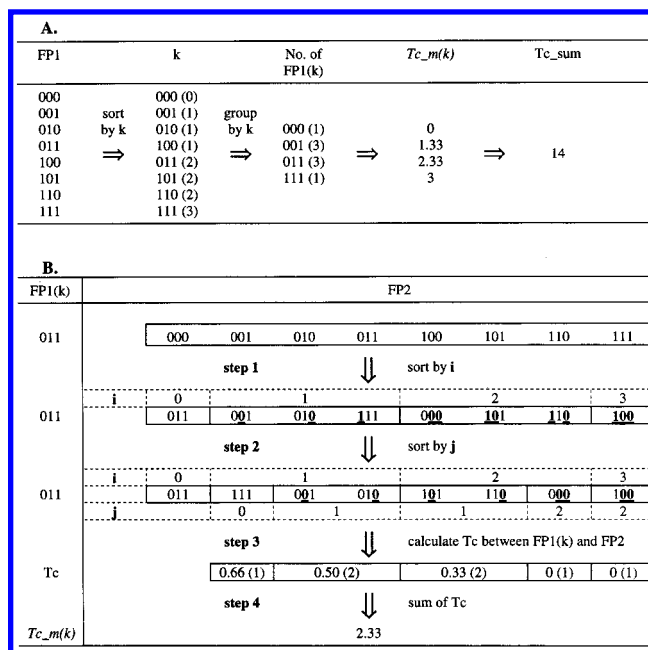 A.
FP1 k No. of FP1(k) Tc_m(k) Tc_sum
000 000 (0)
001 sort 001 (1) group
010 by k 010 (1) by k 000 (1) 0
011 ⇒ 100 (1) ⇒ 001 (3) ⇒ 1.33 ⇒ 14
100 011 (2) 011 (3) 2.33
101 101 (2) 111 (1) 3
110 110 (2)
111 111 (3)
B.
FP1(k) FP2
011 000 001 010 011 100 101 110 111
step 1 ⇓ sort by i
i 0 1 2 3
011 011 001 010 111 000 101 110 100
step 2 ⇓ sort by j
i 0 1 2 3
011 011 111 001 010 101 110 000 100
j 0 1 1 2 2
step 3 ⇓ calculate Tc between FP1(k) and FP2
Tc 0.66 (1) 0.50 (2) 0.33 (2) 0 (1) 0 (1)
step 4 ⇓ sum of Tc
Tc_m(k) 2.33